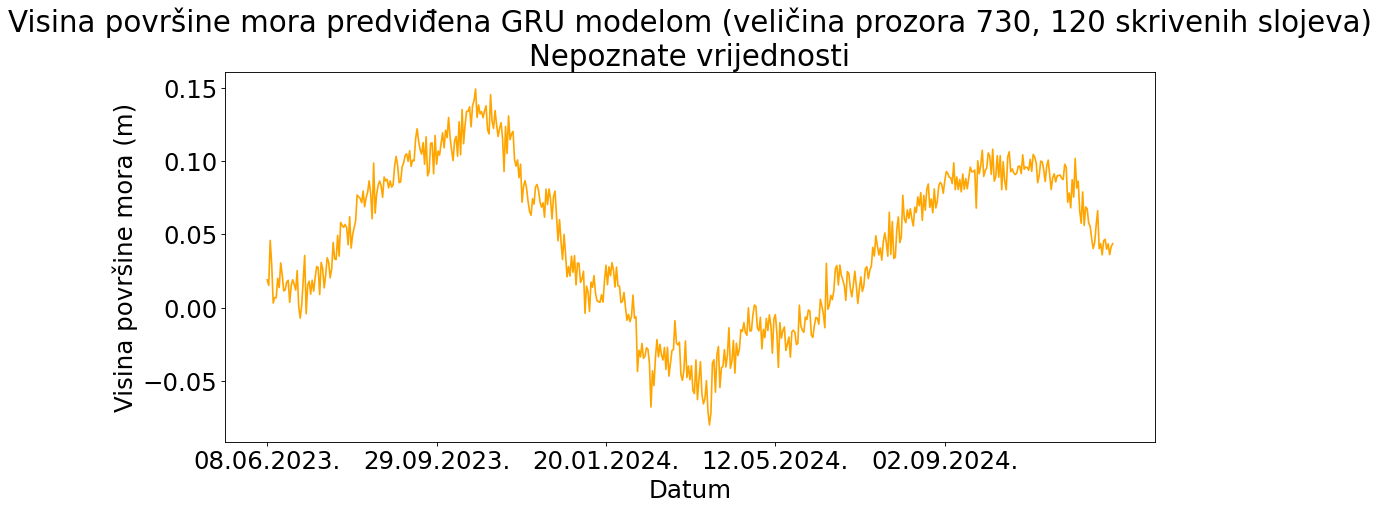 Visina površine mora predviđena GRU modelom (veličina prozora 730, 120 skrivenih slojeva)
Nepoznate vrijednosti
Visina površine mora (m)
0.15
0.10
0.05
0.00
−0.05
08.06.2023. 29.09.2023. 20.01.2024. 12.05.2024. 02.09.2024.
Datum